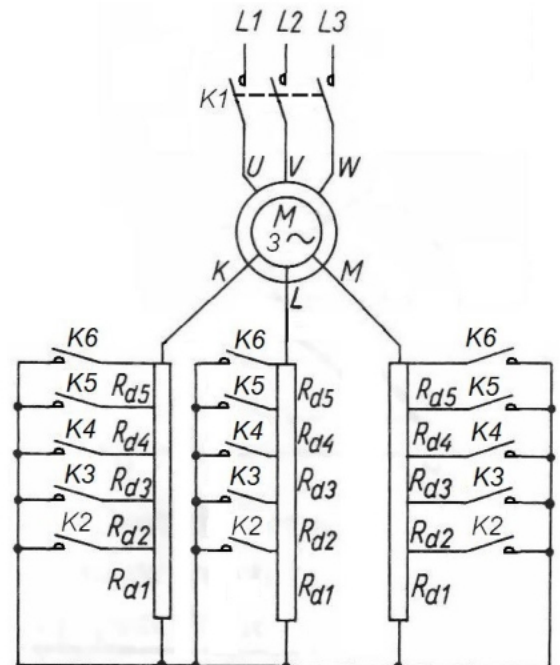 L1 L2 L3
K1
U V W
M
3~
K L M
K6 K6 K6
Rd5 Rd5 Rd5
K5 K5 K5
Rd4 Rd4 Rd4
K4 K4 K4
Rd3 Rd3 Rd3
K3 K3 K3
Rd2 Rd2 Rd2
K2 K2 K2
Rd1 Rd1 Rd1